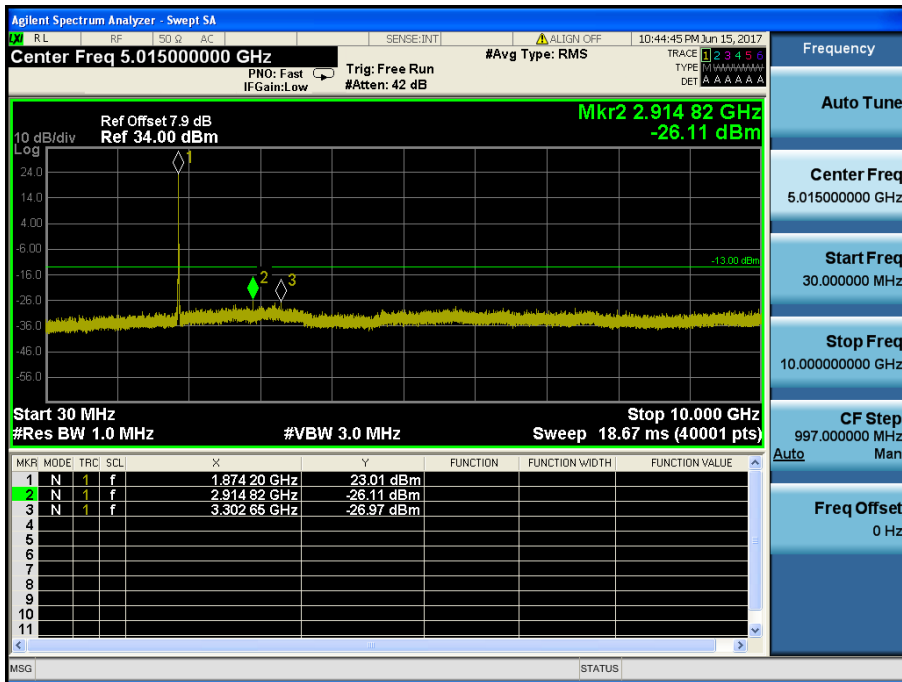 Agilent Spectrum Analyzer - Swept SA
LXI RL RF 50 Ω AC SENSE:INT ALIGN OFF 10:44:45 PM Jun 15, 2017
Center Freq 5.015000000 GHz
PNO: Fast
IFGain:Low
Trig: Free Run
#Atten: 42 dB
#Avg Type: RMS
TRACE 1 2 3 4 5 6
TYPE M WWWWW
DET A A A A A A
Mkr2 2.914 82 GHz
-26.11 dBm
10 dB/div
Log
Ref Offset 7.9 dB
Ref 34.00 dBm
1
24.0
14.0
4.00
-6.00
-13.00 dBm
-16.0
2
3
-26.0
-36.0
-46.0
-56.0
Start 30 MHz
Stop 10.000 GHz
#Res BW 1.0 MHz
#VBW 3.0 MHz
Sweep 18.67 ms (40001 pts)
MKR MODE TRC SCL X Y FUNCTION FUNCTION WIDTH FUNCTION VALUE
1 N 1 f 1.874 20 GHz 23.01 dBm
2 N 1 f 2.914 82 GHz -26.11 dBm
3 N 1 f 3.302 65 GHz -26.97 dBm
4
5
6
7
8
9
10
11
MSG
STATUS
Frequency
Auto Tune
Center Freq
5.015000000 GHz
Start Freq
30.000000 MHz
Stop Freq
10.000000000 GHz
CF Step
997.000000 MHz
Auto Man
Freq Offset
0 Hz